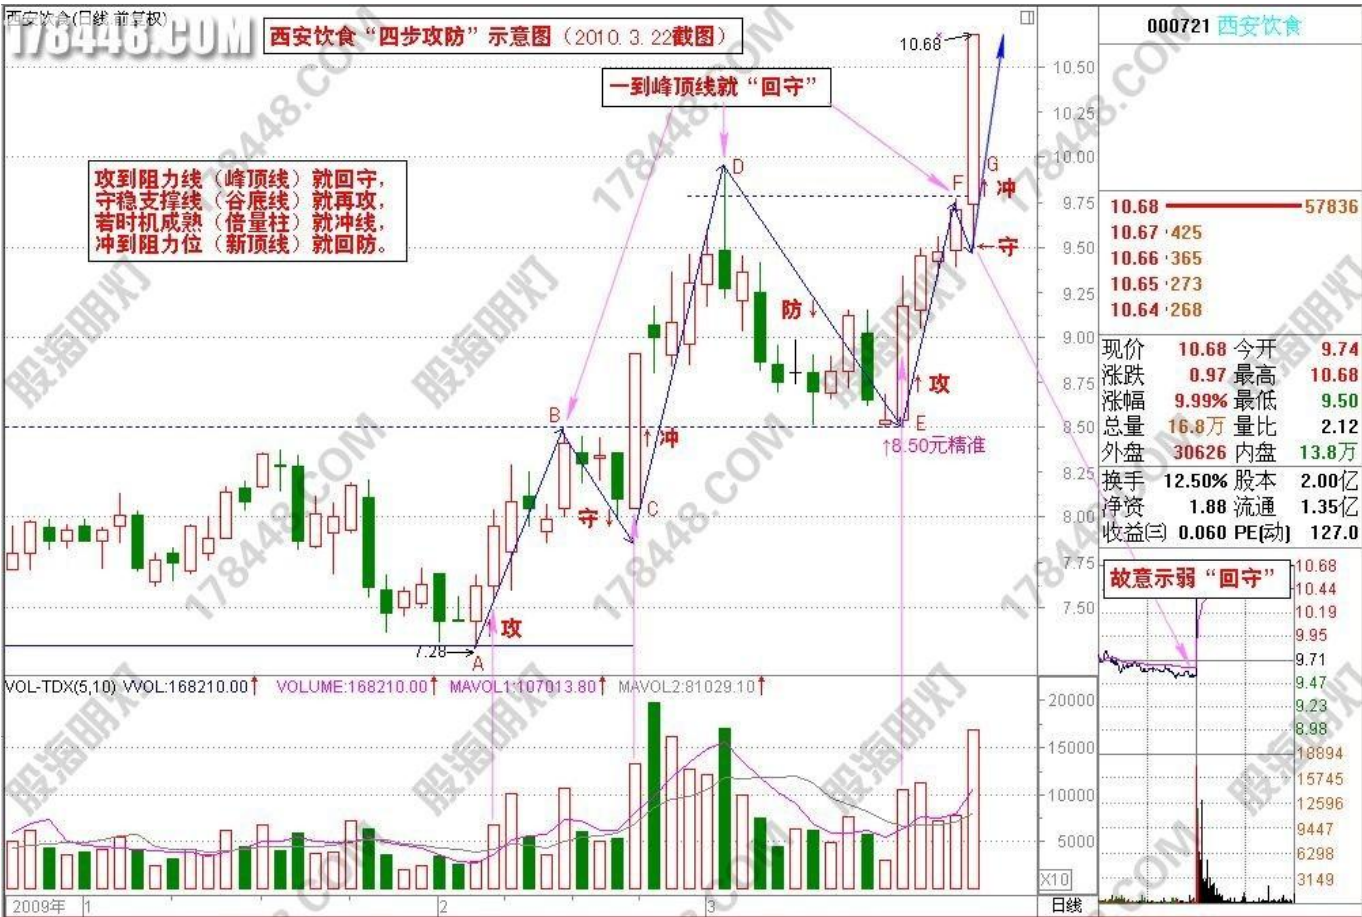 西安饮食(日线.前复权)
178448.COM
西安饮食“四步攻防”示意图（2010.3.22截图）
一到峰顶线就“回守”
攻到阻力线（峰顶线）就回守，
守稳支撑线（谷底线）就再攻，
若时机成熟（倍量柱）就冲线，
冲到阻力位（新顶线）就回防。
10.68
D
F
G
↑冲
←守
防↓
B
↑冲
↑攻
E
↑8.50元精准
守↓
C
↑攻
7.28
A
10.50
10.25
10.00
9.75
9.50
9.25
9.00
8.75
8.50
8.25
8.00
7.75
7.50
VOL-TDX(5,10) VVOL:168210.00↑ VOLUME:168210.00↑ MAVOL1:107013.80↑ MAVOL2:81029.10↑
20000
15000
10000
5000
X10
2009年 1 2 3 日线
000721 西安饮食
10.68 57836
10.67 425
10.66 365
10.65 273
10.64 268
现价 10.68 今开 9.74
涨跌 0.97 最高 10.68
涨幅 9.99% 最低 9.50
总量 16.8万 量比 2.12
外盘 30626 内盘 13.8万
换手 12.50% 股本 2.00亿
净资 1.88 流通 1.35亿
收益(三) 0.060 PE(动) 127.0
故意示弱“回守”
10.68
10.44
10.19
9.95
9.71
9.47
9.23
8.98
18894
15745
12596
9447
6298
3149
股海明灯
178448.COM